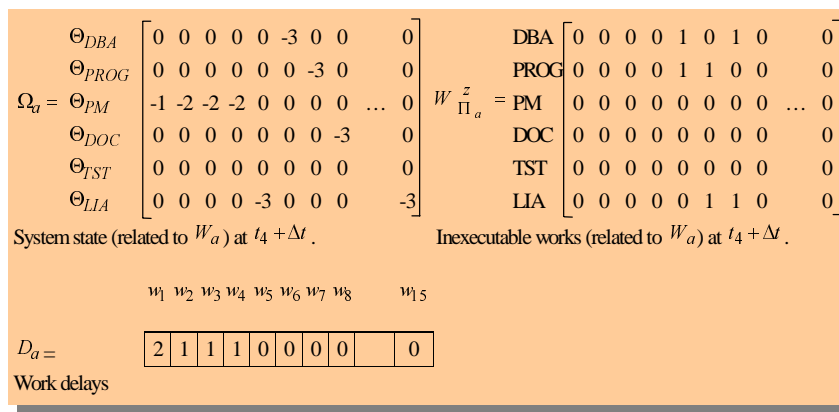 Θ_DBA 0 0 0 0 0 -3 0 0 0 DBA 0 0 0 0 1 0 1 0 0
Θ_PROG 0 0 0 0 0 0 -3 0 0 PROG 0 0 0 0 1 1 0 0 0
Ω_a = Θ_PM -1 -2 -2 -2 0 0 0 0 … 0 W z Π_a = PM 0 0 0 0 0 0 0 0 … 0
Θ_DOC 0 0 0 0 0 0 0 -3 0 DOC 0 0 0 0 0 0 0 0 0
Θ_TST 0 0 0 0 0 0 0 0 0 TST 0 0 0 0 0 0 0 0 0
Θ_LIA 0 0 0 0 -3 0 0 0 -3 LIA 0 0 0 0 0 1 1 0 0
System state (related to W_a) at t_4 + Δt. Inexecutable works (related to W_a) at t_4 + Δt.
w_1 w_2 w_3 w_4 w_5 w_6 w_7 w_8 w_15
D_a = 2 1 1 1 0 0 0 0 0
Work delays